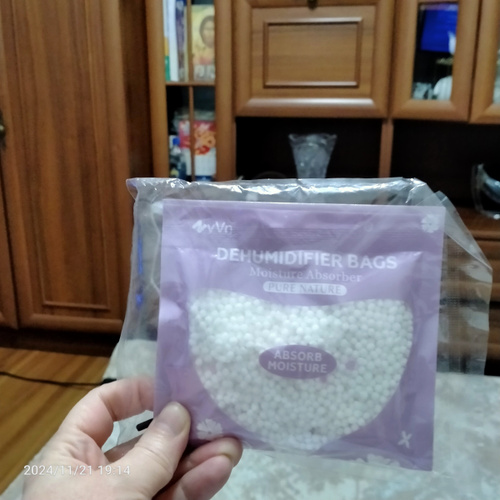 DEHUMIDIFIER BAGS
Moisture Absorber
PURE NATURE
ABSORB
MOISTURE
2024/11/21 19:14